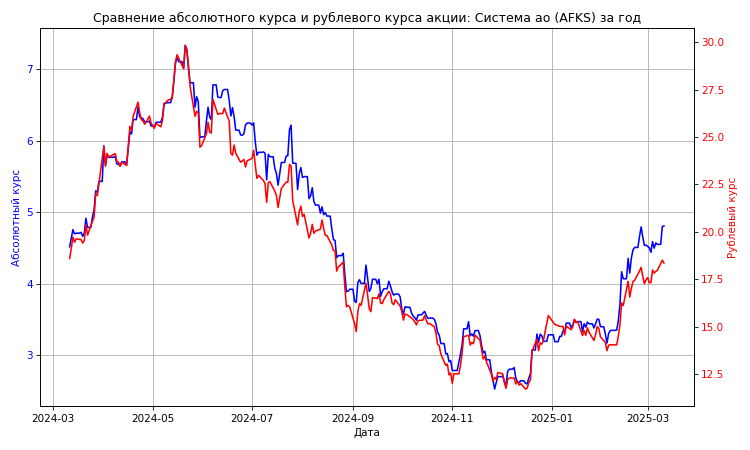 Сравнение абсолютного курса и рублевого курса акции: Система ао (AFKS) за год
Абсолютный курс
7
6
5
4
3
30.0
27.5
25.0
22.5
20.0
17.5
15.0
12.5
Рублевый курс
2024-03 2024-05 2024-07 2024-09 2024-11 2025-01 2025-03
Дата